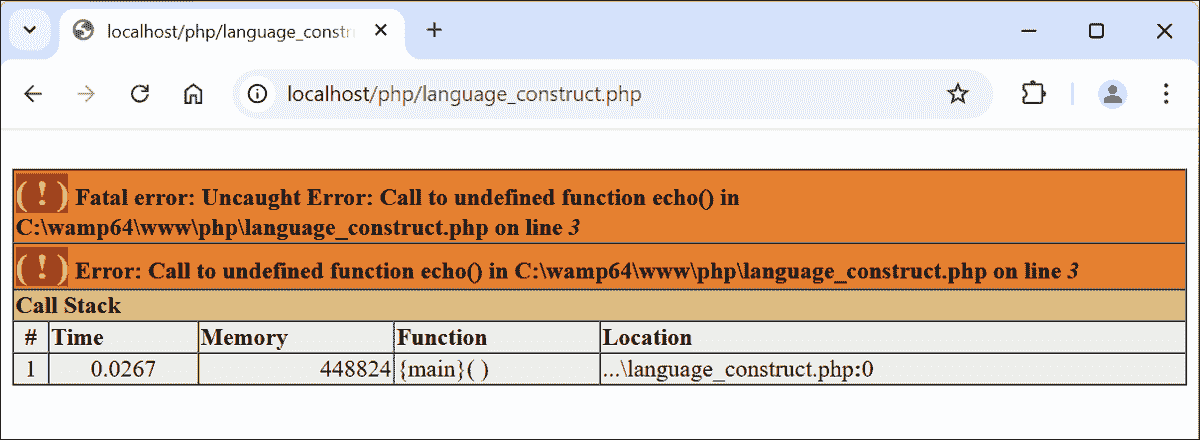 localhost/php/language_constr
localhost/php/language_construct.php
( ! ) Fatal error: Uncaught Error: Call to undefined function echo() in
C:\wamp64\www\php\language_construct.php on line 3
( ! ) Error: Call to undefined function echo() in C:\wamp64\www\php\language_construct.php on line 3
Call Stack
# Time Memory Function Location
1 0.0267 448824 {main}( ) ...\language_construct.php:0